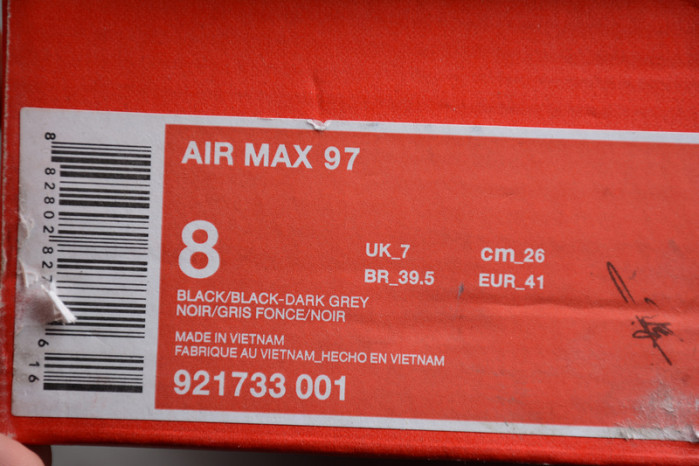 AIR MAX 97
8
UK_7
cm_26
BR_39.5
EUR_41
BLACK/BLACK-DARK GREY
NOIR/GRIS FONCE/NOIR
MADE IN VIETNAM
FABRIQUE AU VIETNAM_HECHO EN VIETNAM
921733 001